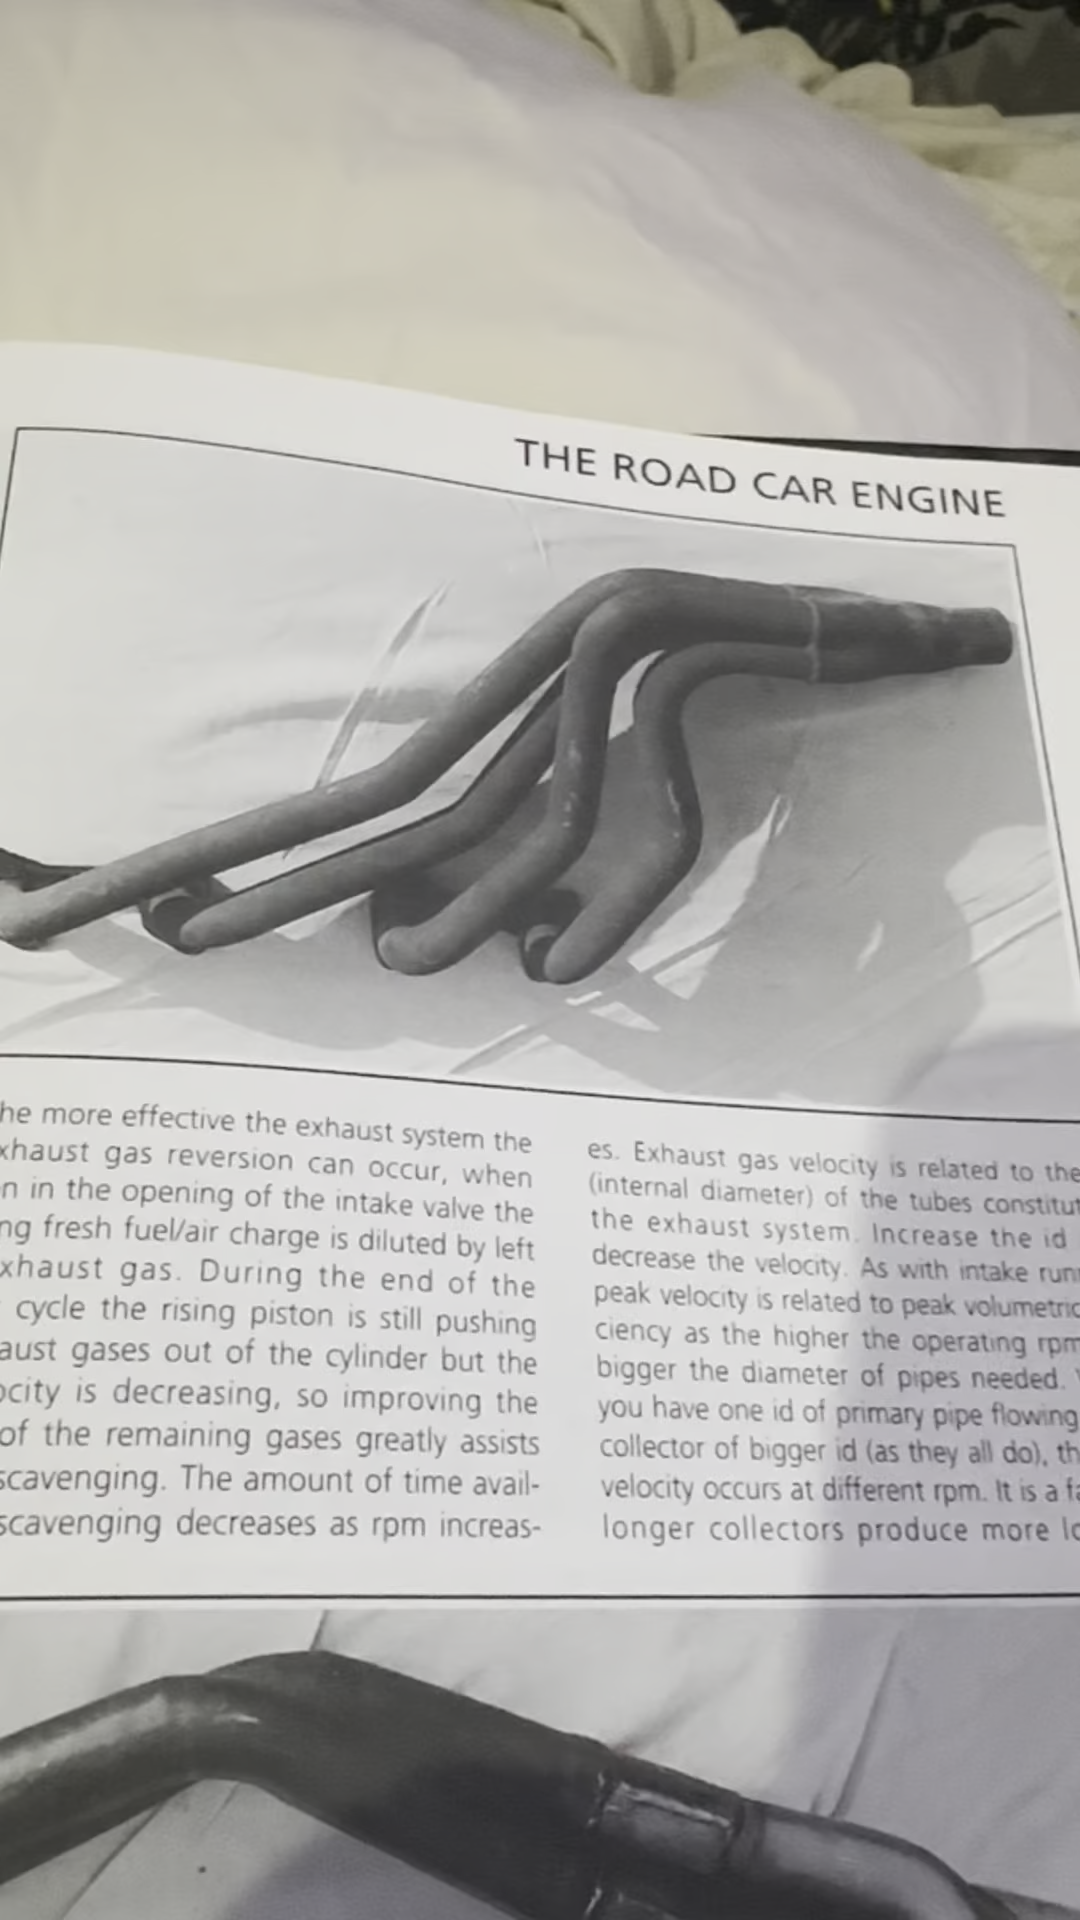 THE ROAD CAR ENGINE
he more effective the exhaust system the
xhaust gas reversion can occur, when
n in the opening of the intake valve the
ng fresh fuel/air charge is diluted by left
xhaust gas. During the end of the
cycle the rising piston is still pushing
aust gases out of the cylinder but the
ocity is decreasing, so improving the
of the remaining gases greatly assists
scavenging. The amount of time avail-
scavenging decreases as rpm increas-
es. Exhaust gas velocity is related to the
(internal diameter) of the tubes constitut
the exhaust system. Increase the id
decrease the velocity. As with intake runn
peak velocity is related to peak volumetric
ciency as the higher the operating rpm
bigger the diameter of pipes needed.
you have one id of primary pipe flowing
collector of bigger id (as they all do), th
velocity occurs at different rpm. It is a fa
longer collectors produce more lo